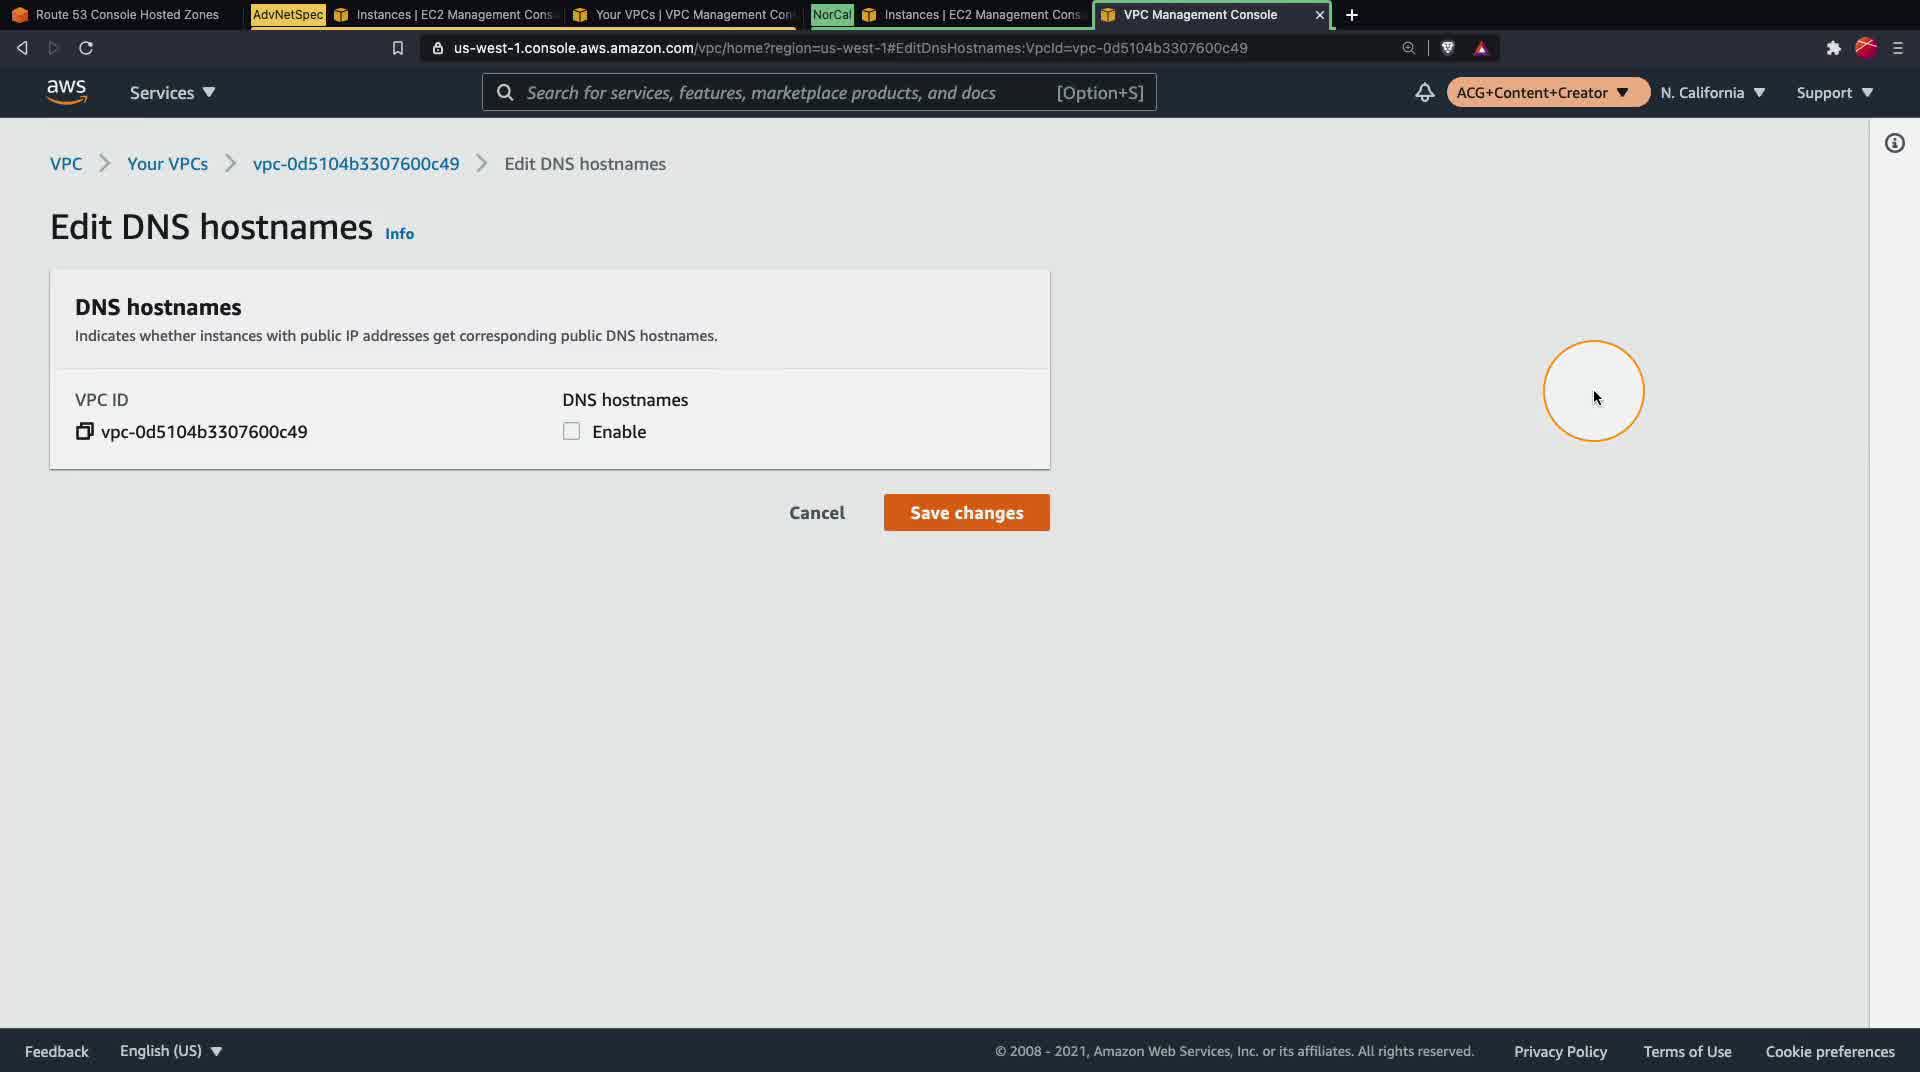 Route 53 Console Hosted Zones
AdvNetSpec
Instances | EC2 Management Cons
Your VPCs | VPC Management Con
NorCal
Instances | EC2 Management Cons
VPC Management Console
us-west-1.console.aws.amazon.com/vpc/home?region=us-west-1#EditDnsHostnames:VpcId=vpc-0d5104b3307600c49
aws
Services
Search for services, features, marketplace products, and docs
[Option+S]
ACG+Content+Creator
N. California
Support
VPC
Your VPCs
vpc-0d5104b3307600c49
Edit DNS hostnames
Edit DNS hostnames Info
DNS hostnames
Indicates whether instances with public IP addresses get corresponding public DNS hostnames.
VPC ID
vpc-0d5104b3307600c49
DNS hostnames
Enable
Cancel
Save changes
Feedback
English (US)
© 2008 - 2021, Amazon Web Services, Inc. or its affiliates. All rights reserved.
Privacy Policy
Terms of Use
Cookie preferences